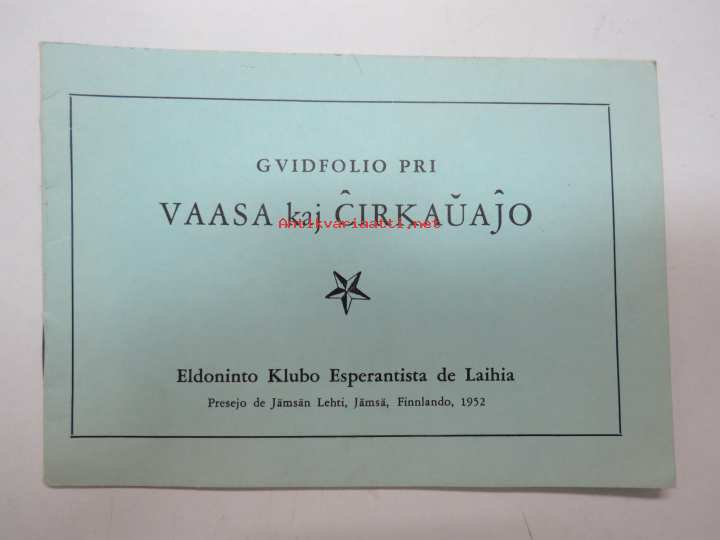 GVIDFOLIO PRI
VAASA kaj ĈIRKAŬAĴO
Antikvariaatti.net
Eldoninto Klubo Esperantista de Laihia
Presejo de Jämsän Lehti, Jämsä, Finnlando, 1952